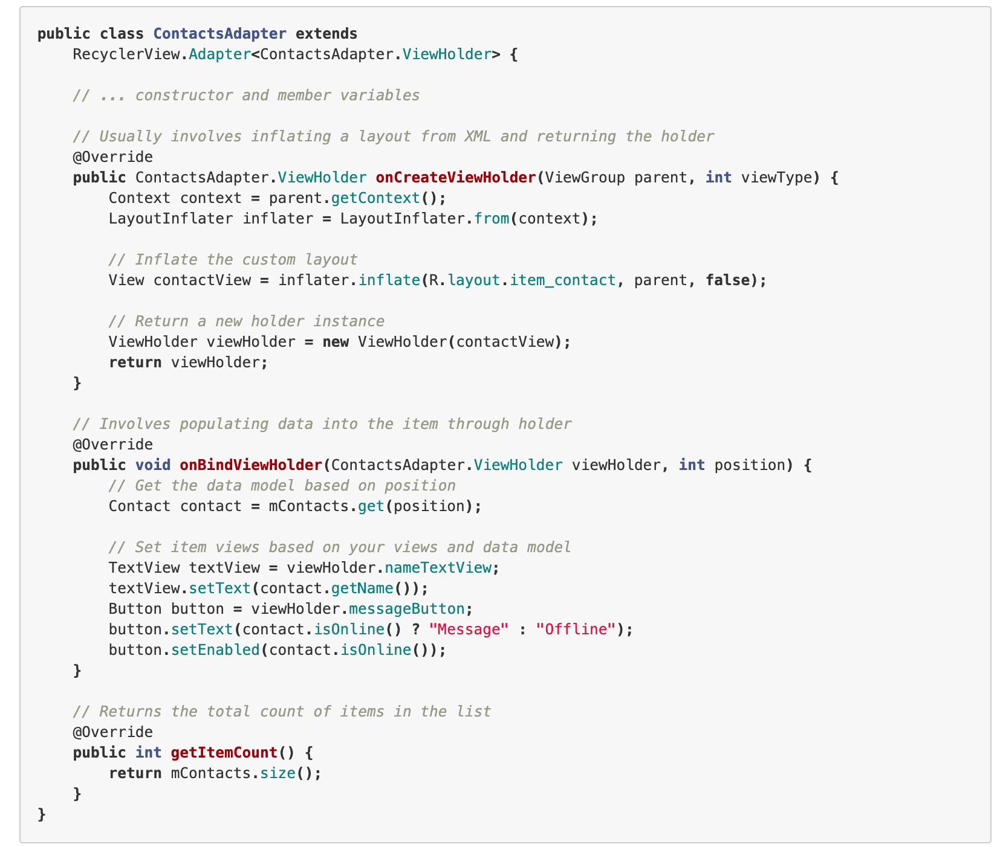 public class ContactsAdapter extends
    RecyclerView.Adapter<ContactsAdapter.ViewHolder> {

    // ... constructor and member variables

    // Usually involves inflating a layout from XML and returning the holder
    @Override
    public ContactsAdapter.ViewHolder onCreateViewHolder(ViewGroup parent, int viewType) {
        Context context = parent.getContext();
        LayoutInflater inflater = LayoutInflater.from(context);

        // Inflate the custom layout
        View contactView = inflater.inflate(R.layout.item_contact, parent, false);

        // Return a new holder instance
        ViewHolder viewHolder = new ViewHolder(contactView);
        return viewHolder;
    }

    // Involves populating data into the item through holder
    @Override
    public void onBindViewHolder(ContactsAdapter.ViewHolder viewHolder, int position) {
        // Get the data model based on position
        Contact contact = mContacts.get(position);

        // Set item views based on your views and data model
        TextView textView = viewHolder.nameTextView;
        textView.setText(contact.getName());
        Button button = viewHolder.messageButton;
        button.setText(contact.isOnline() ? "Message" : "Offline");
        button.setEnabled(contact.isOnline());
    }

    // Returns the total count of items in the list
    @Override
    public int getItemCount() {
        return mContacts.size();
    }
}